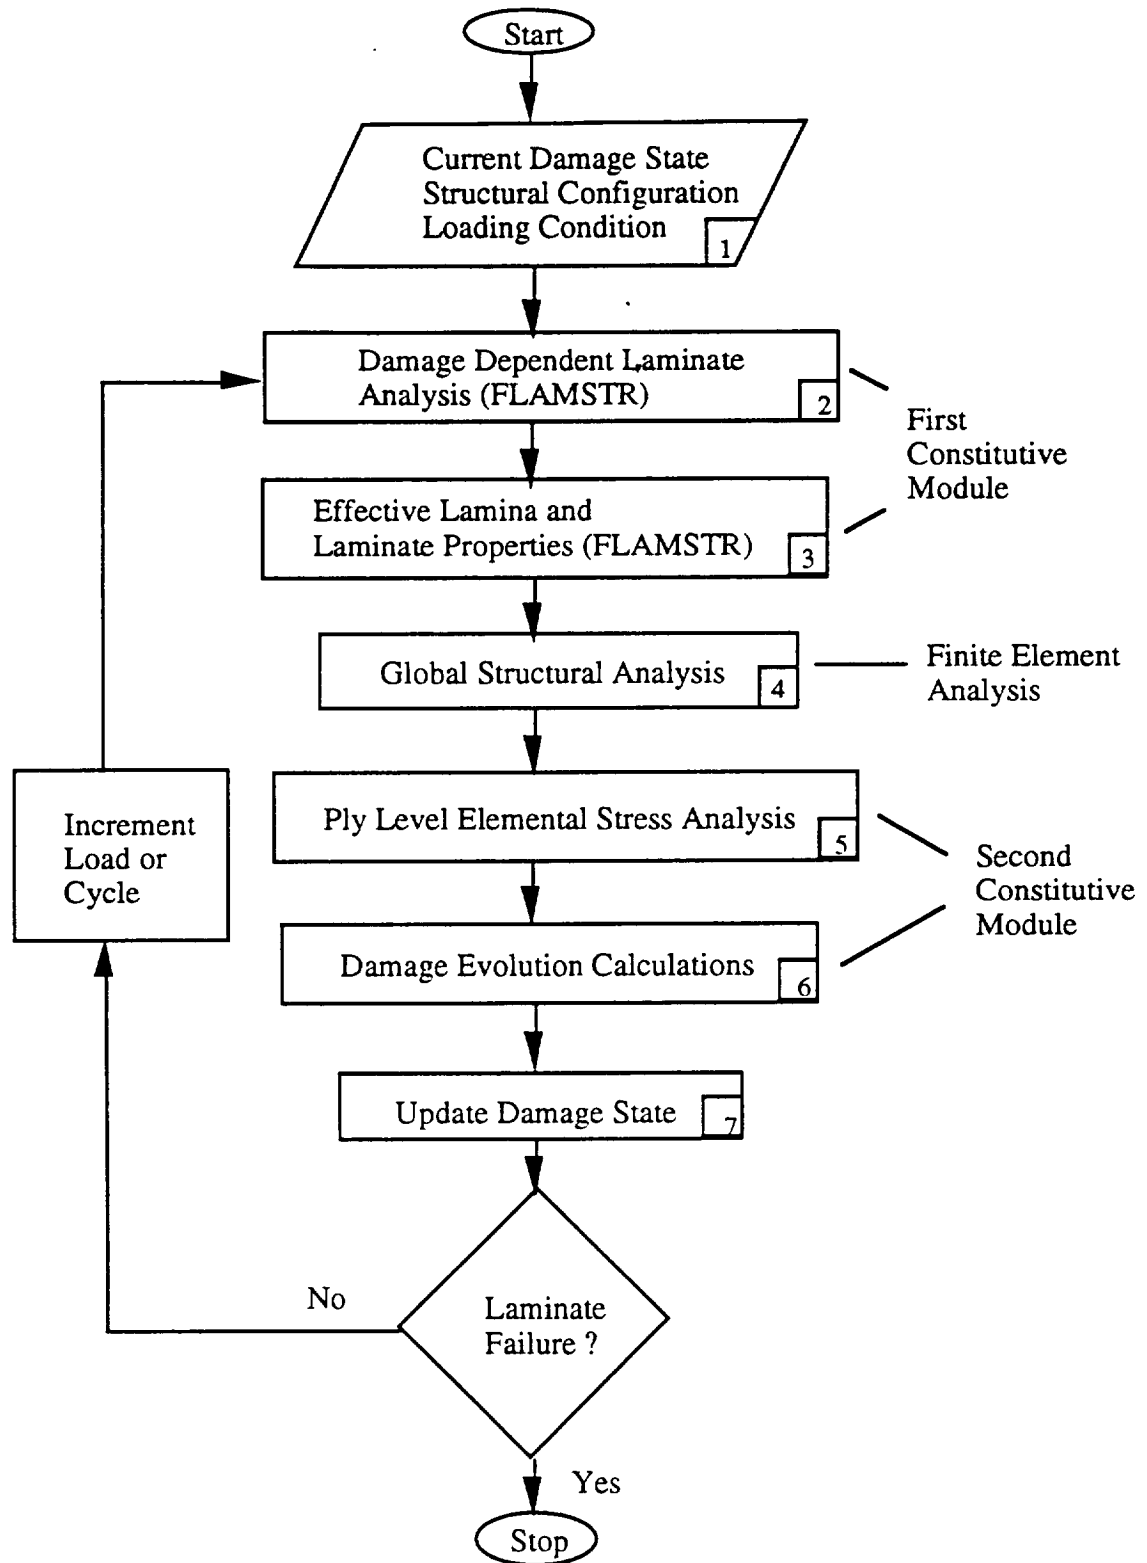 Start
Current Damage State
Structural Configuration
Loading Condition
1
Damage Dependent Laminate
Analysis (FLAMSTR)
2
First
Constitutive
Module
Effective Lamina and
Laminate Properties (FLAMSTR)
3
Global Structural Analysis
4
Finite Element
Analysis
Ply Level Elemental Stress Analysis
5
Increment
Load or
Cycle
Second
Constitutive
Module
Damage Evolution Calculations
6
Update Damage State
7
No
Laminate
Failure ?
Yes
Stop